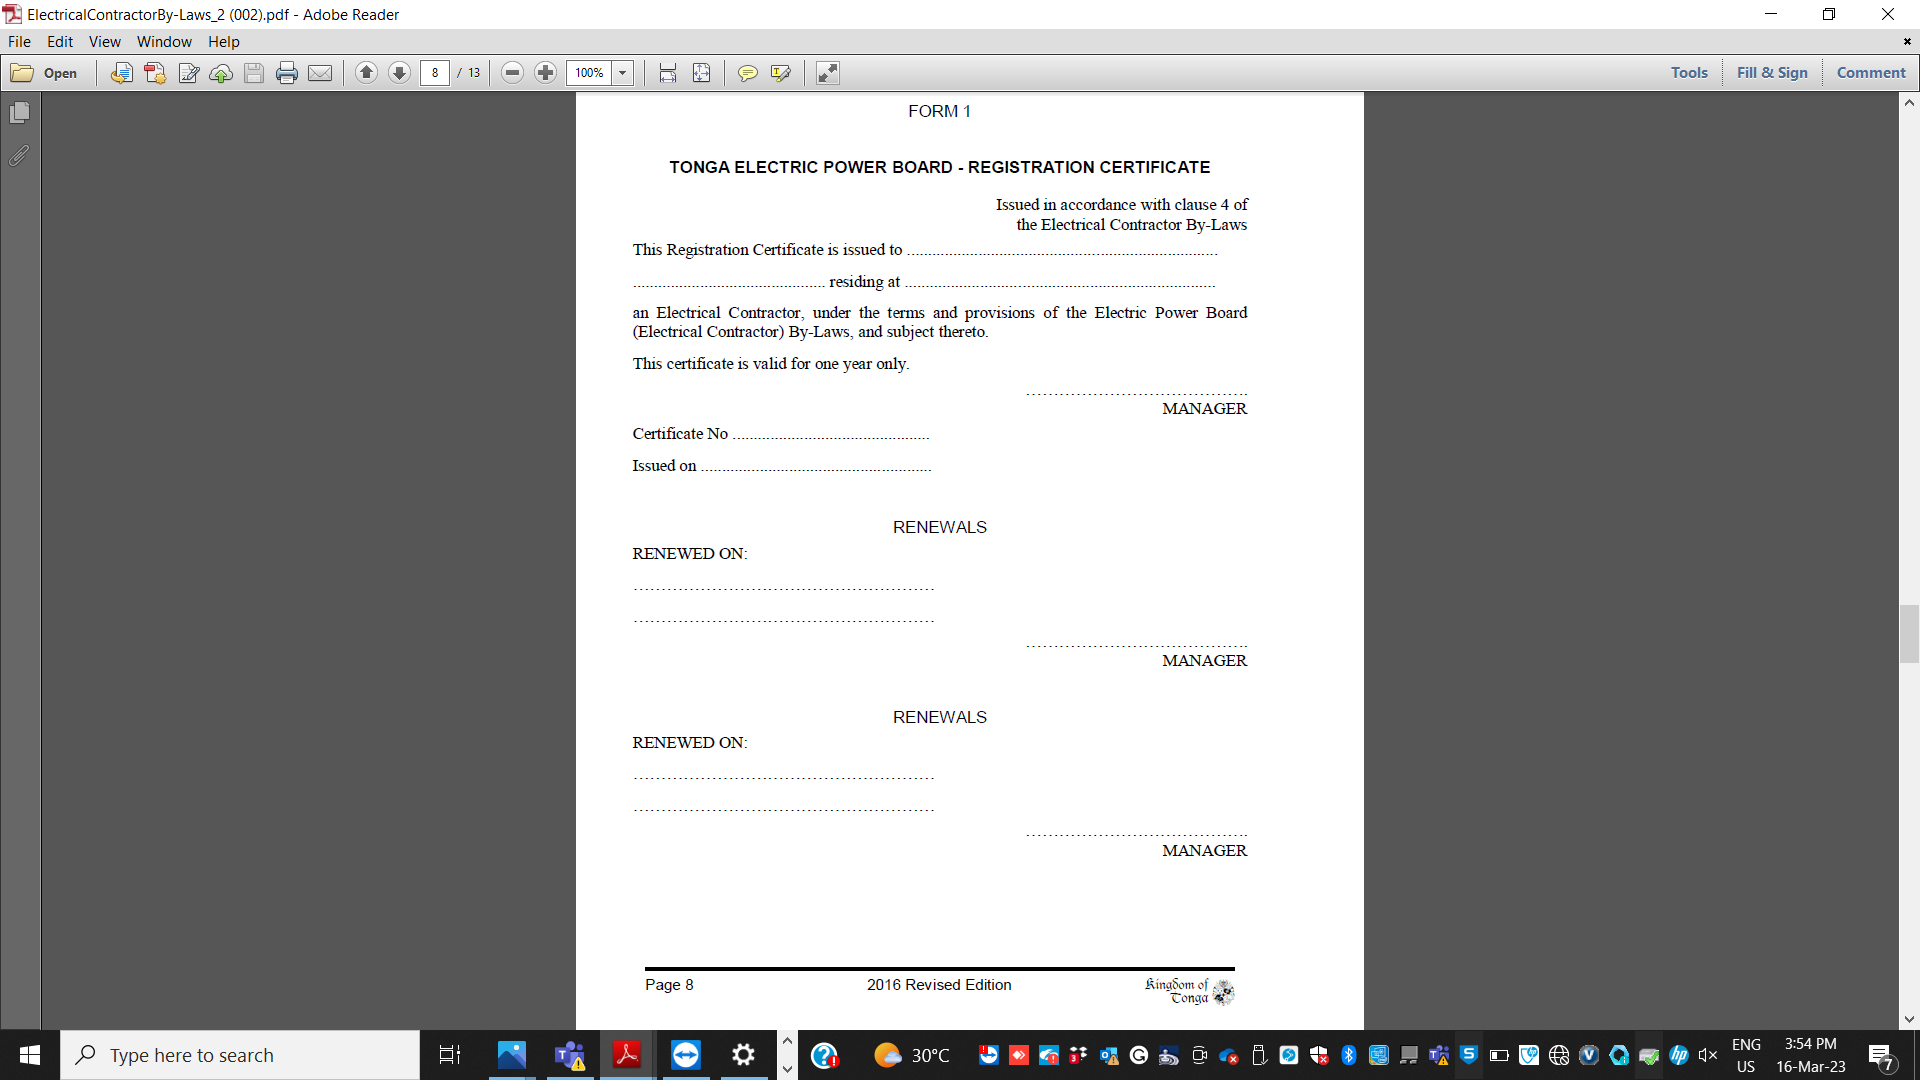 ElectricalContractorBy-Laws_2 (002).pdf - Adobe Reader
File Edit View Window Help
Open 8 / 13 100% Tools Fill & Sign Comment
FORM 1
TONGA ELECTRIC POWER BOARD - REGISTRATION CERTIFICATE
Issued in accordance with clause 4 of
the Electrical Contractor By-Laws
This Registration Certificate is issued to ..........................................................................
.............................................. residing at ..........................................................................
an Electrical Contractor, under the terms and provisions of the Electric Power Board
(Electrical Contractor) By-Laws, and subject thereto.
This certificate is valid for one year only.
........................................
MANAGER
Certificate No ...............................................
Issued on .......................................................
RENEWALS
RENEWED ON:
......................................................
......................................................
........................................
MANAGER
RENEWALS
RENEWED ON:
......................................................
......................................................
........................................
MANAGER
Page 8 2016 Revised Edition Kingdom of
Tonga
Type here to search 30°C ENG 3:54 PM
US 16-Mar-23 7